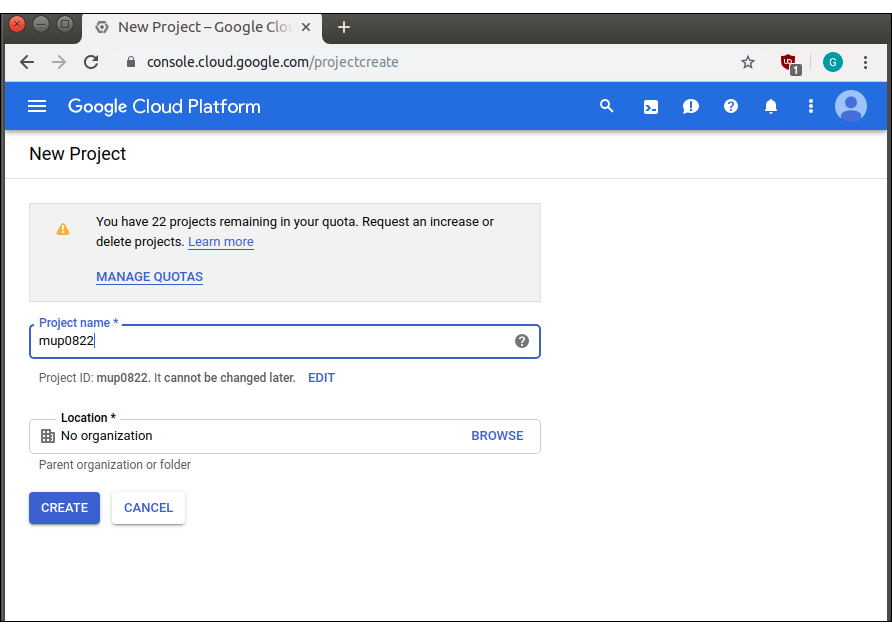 New Project – Google Clou
console.cloud.google.com/projectcreate
1
G
Google Cloud Platform
New Project
You have 22 projects remaining in your quota. Request an increase or
delete projects. Learn more
MANAGE QUOTAS
Project name *
mup0822
Project ID: mup0822. It cannot be changed later. EDIT
Location *
No organization BROWSE
Parent organization or folder
CREATE CANCEL